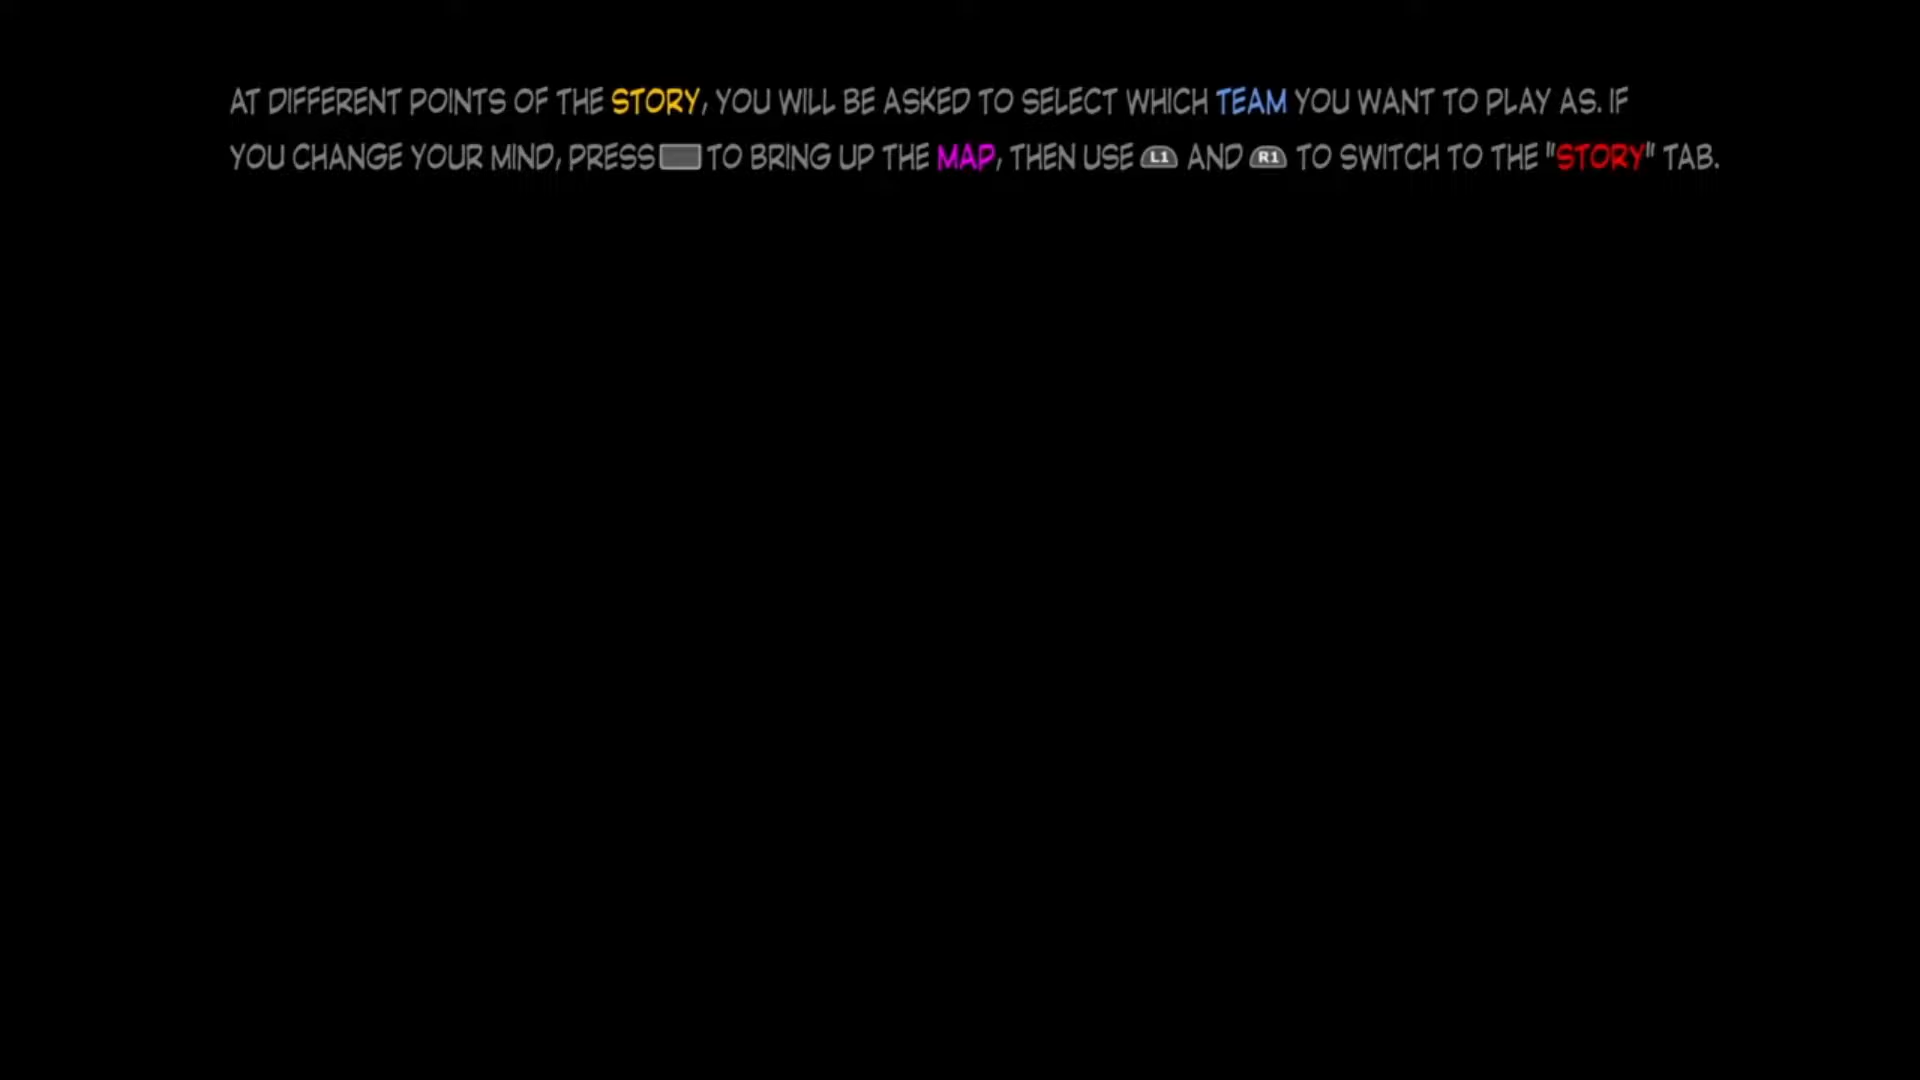 AT DIFFERENT POINTS OF THE STORY, YOU WILL BE ASKED TO SELECT WHICH TEAM YOU WANT TO PLAY AS. IF
YOU CHANGE YOUR MIND, PRESS TO BRING UP THE MAP, THEN USE L1 AND R1 TO SWITCH TO THE "STORY" TAB.